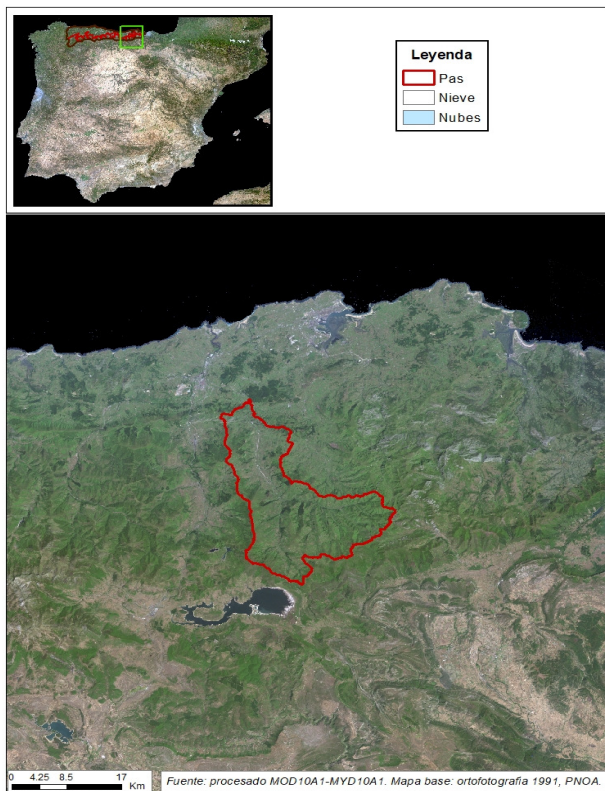 Leyenda
Pas
Nieve
Nubes
0 4.25 8.5 17
Km
Fuente: procesado MOD10A1-MYD10A1. Mapa base: ortofotografia 1991, PNOA.